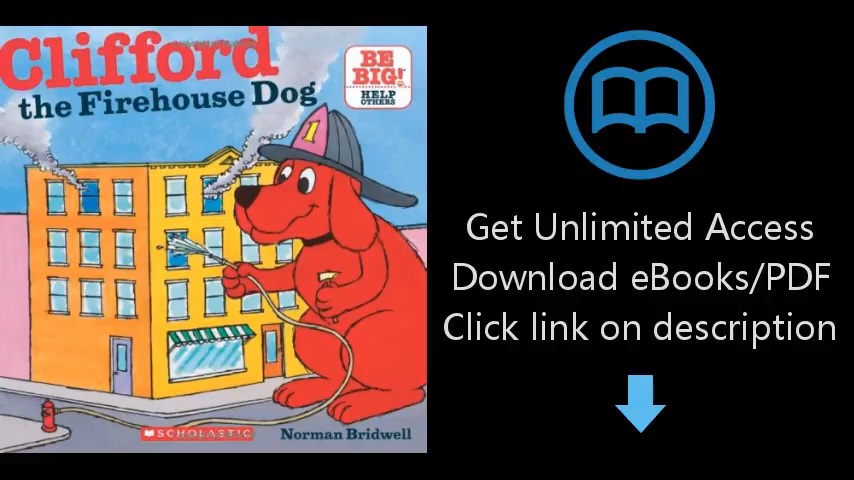 Clifford
the Firehouse Dog
BE
BIG!
HELP
OTHERS
1
SCHOLASTIC
Norman Bridwell
Get Unlimited Access
Download eBooks/PDF
Click link on description